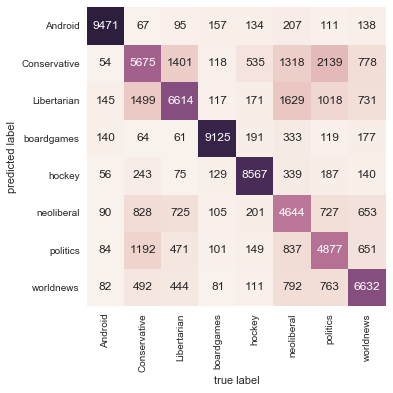 Android 9471 67 95 157 134 207 111 138
Conservative 54 5675 1401 118 535 1318 2139 778
Libertarian 145 1499 6614 117 171 1629 1018 731
boardgames 140 64 61 9125 191 333 119 177
hockey 56 243 75 129 8567 339 187 140
neoliberal 90 828 725 105 201 4644 727 653
politics 84 1192 471 101 149 837 4877 651
worldnews 82 492 444 81 111 792 763 6632
predicted label
Android Conservative Libertarian boardgames hockey neoliberal politics worldnews
true label